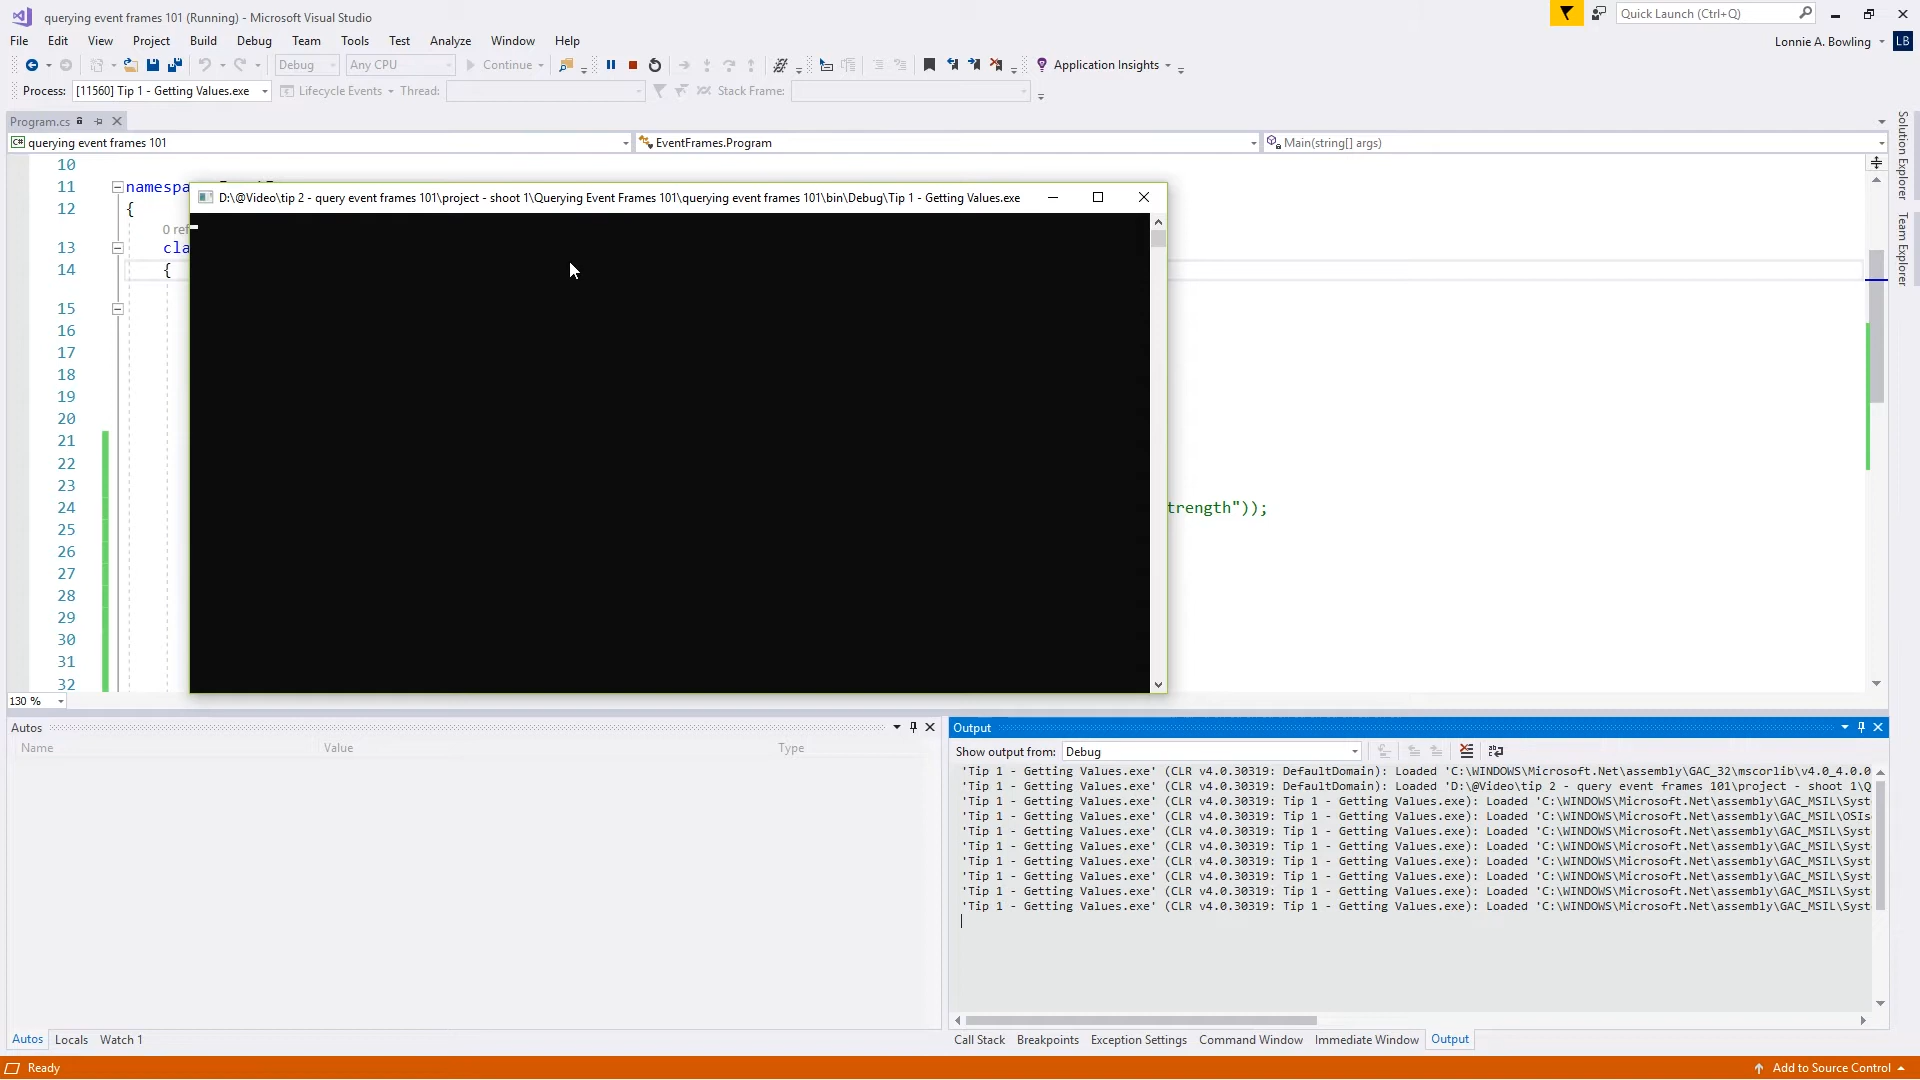 querying event frames 101 (Running) - Microsoft Visual Studio
Quick Launch (Ctrl+Q)
File Edit View Project Build Debug Team Tools Test Analyze Window Help
Lonnie A. Bowling LB
Debug Any CPU Continue Application Insights
Process: [11560] Tip 1 - Getting Values.exe Lifecycle Events Thread: Stack Frame:
Program.cs
C# querying event frames 101 EventFrames.Program Main(string[] args)
Solution Explorer
Team Explorer
10
11 namespa
D:\@Video\tip 2 - query event frames 101\project - shoot 1\Querying Event Frames 101\querying event frames 101\bin\Debug\Tip 1 - Getting Values.exe
12 {
0 ref
13 cla
14 {
15
16
17
18
19
20
21
22
23
24 trength"));
25
26
27
28
29
30
31
32
130 %
Autos
Name Value Type
Output
Show output from: Debug
'Tip 1 - Getting Values.exe' (CLR v4.0.30319: DefaultDomain): Loaded 'C:\WINDOWS\Microsoft.Net\assembly\GAC_32\mscorlib\v4.0_4.0.0
'Tip 1 - Getting Values.exe' (CLR v4.0.30319: DefaultDomain): Loaded 'D:\@Video\tip 2 - query event frames 101\project - shoot 1\Q
'Tip 1 - Getting Values.exe' (CLR v4.0.30319: Tip 1 - Getting Values.exe): Loaded 'C:\WINDOWS\Microsoft.Net\assembly\GAC_MSIL\Syst
'Tip 1 - Getting Values.exe' (CLR v4.0.30319: Tip 1 - Getting Values.exe): Loaded 'C:\WINDOWS\Microsoft.Net\assembly\GAC_MSIL\OSIs
'Tip 1 - Getting Values.exe' (CLR v4.0.30319: Tip 1 - Getting Values.exe): Loaded 'C:\WINDOWS\Microsoft.Net\assembly\GAC_MSIL\Syst
'Tip 1 - Getting Values.exe' (CLR v4.0.30319: Tip 1 - Getting Values.exe): Loaded 'C:\WINDOWS\Microsoft.Net\assembly\GAC_MSIL\Syst
'Tip 1 - Getting Values.exe' (CLR v4.0.30319: Tip 1 - Getting Values.exe): Loaded 'C:\WINDOWS\Microsoft.Net\assembly\GAC_MSIL\Syst
'Tip 1 - Getting Values.exe' (CLR v4.0.30319: Tip 1 - Getting Values.exe): Loaded 'C:\WINDOWS\Microsoft.Net\assembly\GAC_MSIL\Syst
'Tip 1 - Getting Values.exe' (CLR v4.0.30319: Tip 1 - Getting Values.exe): Loaded 'C:\WINDOWS\Microsoft.Net\assembly\GAC_MSIL\Syst
'Tip 1 - Getting Values.exe' (CLR v4.0.30319: Tip 1 - Getting Values.exe): Loaded 'C:\WINDOWS\Microsoft.Net\assembly\GAC_MSIL\Syst
Autos Locals Watch 1
Call Stack Breakpoints Exception Settings Command Window Immediate Window Output
Ready
Add to Source Control